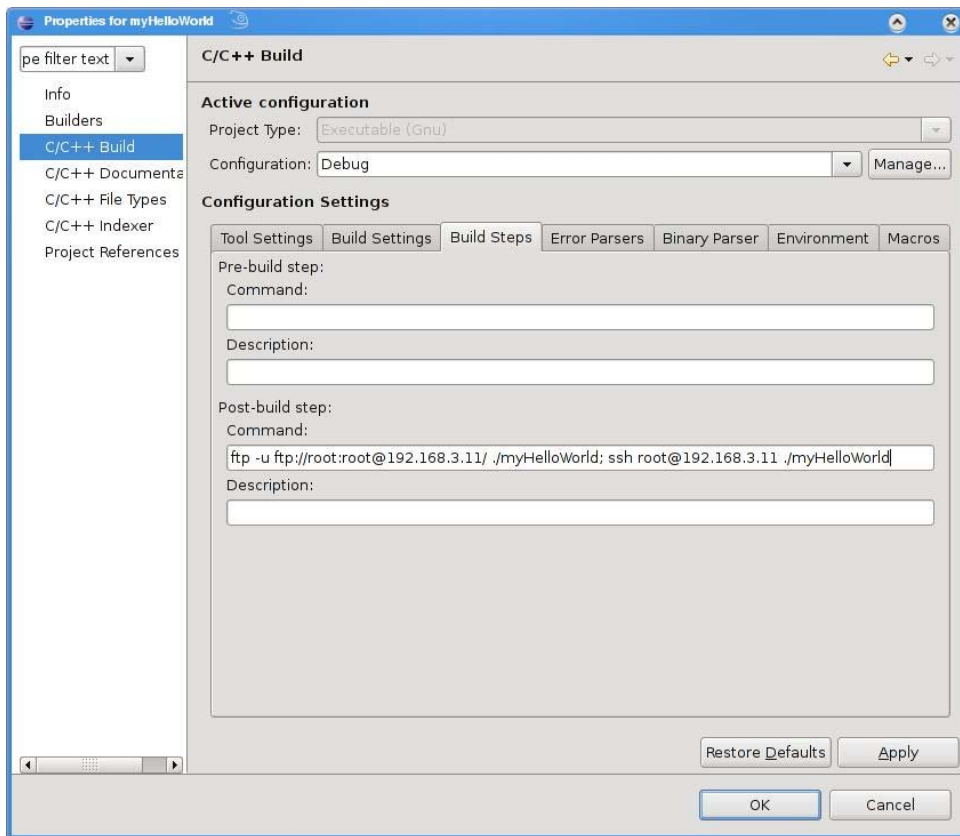 Properties for myHelloWorld
pe filter text
Info
Builders
C/C++ Build
C/C++ Documenta
C/C++ File Types
C/C++ Indexer
Project References
C/C++ Build
Active configuration
Project Type: Executable (Gnu)
Configuration: Debug Manage...
Configuration Settings
Tool Settings Build Settings Build Steps Error Parsers Binary Parser Environment Macros
Pre-build step:
Command:
Description:
Post-build step:
Command:
ftp -u ftp://root:root@192.168.3.11/ ./myHelloWorld; ssh root@192.168.3.11 ./myHelloWorld
Description:
Restore Defaults Apply
OK Cancel